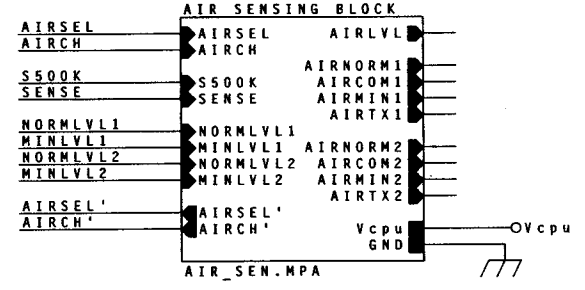 AIR SENSING BLOCK
AIRSEL AIRSEL AIRLVL
AIRCH AIRCH
AIRNORM1
S500K S500K AIRCOM1
SENSE SENSE AIRMIN1
AIRTX1
NORMLVL1 NORMLVL1
MINLVL1 MINLVL1 AIRNORM2
NORMLVL2 NORMLVL2 AIRCOM2
MINLVL2 MINLVL2 AIRMIN2
AIRTX2
AIRSEL' AIRSEL'
AIRCH' AIRCH' Vcpu Vcpu
GND
AIR_SEN.MPA